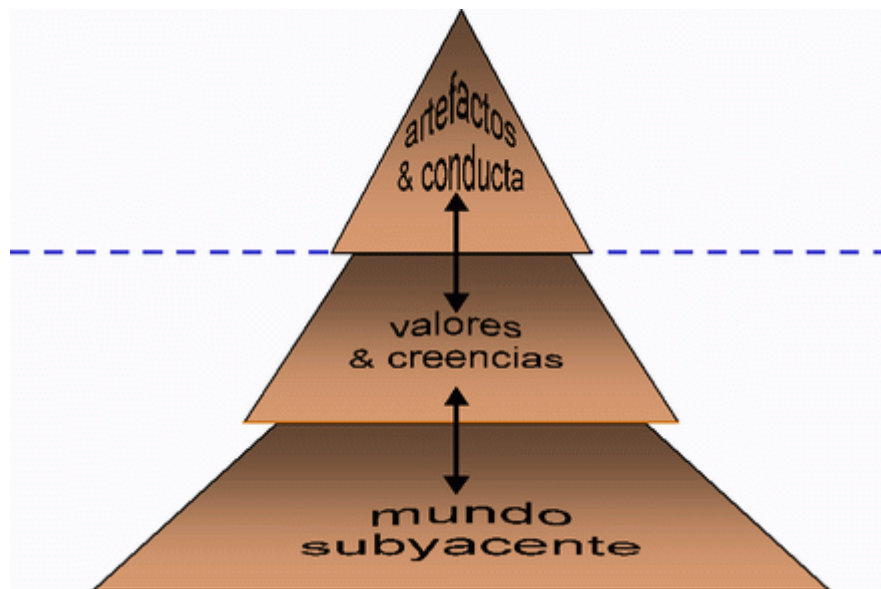 artefactos
& conducta
valores
& creencias
mundo
subyacente